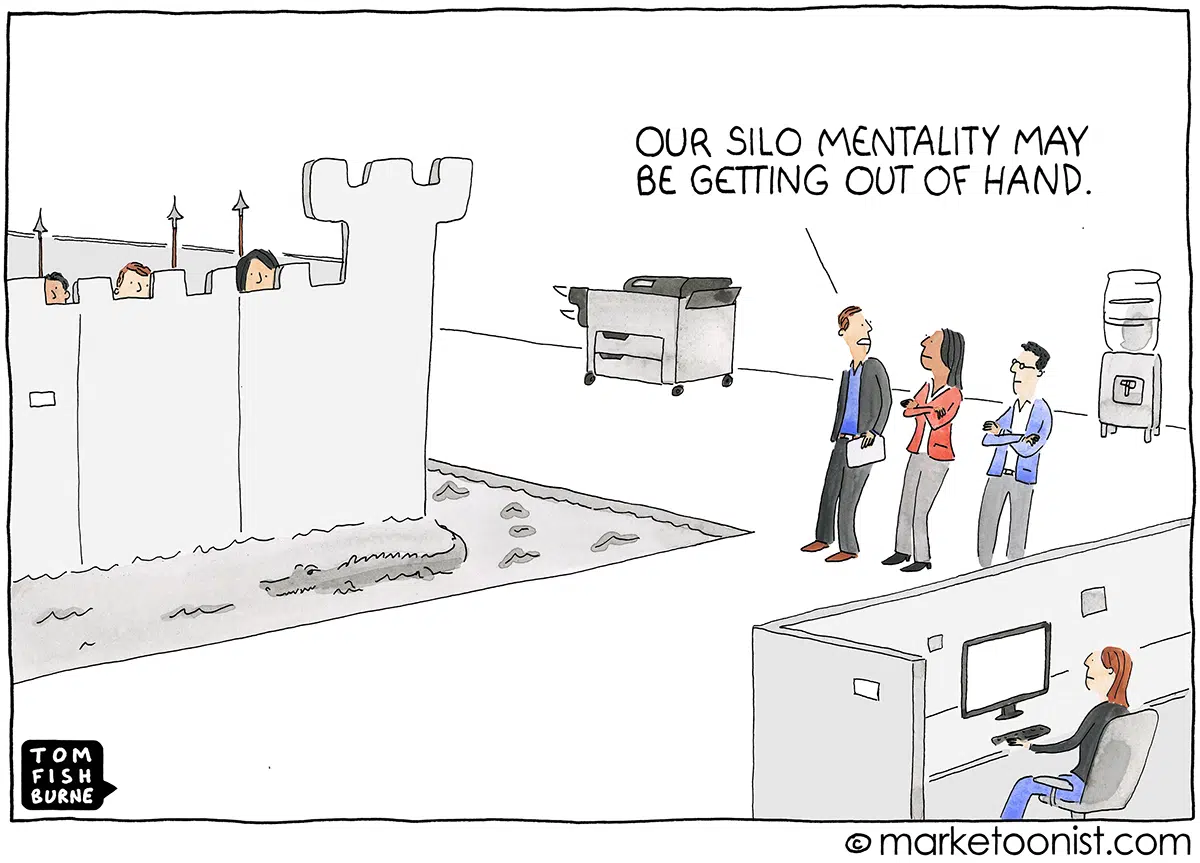 OUR SILO MENTALITY MAY
BE GETTING OUT OF HAND.
TOM
FISH
BURNE
© marketoonist.com